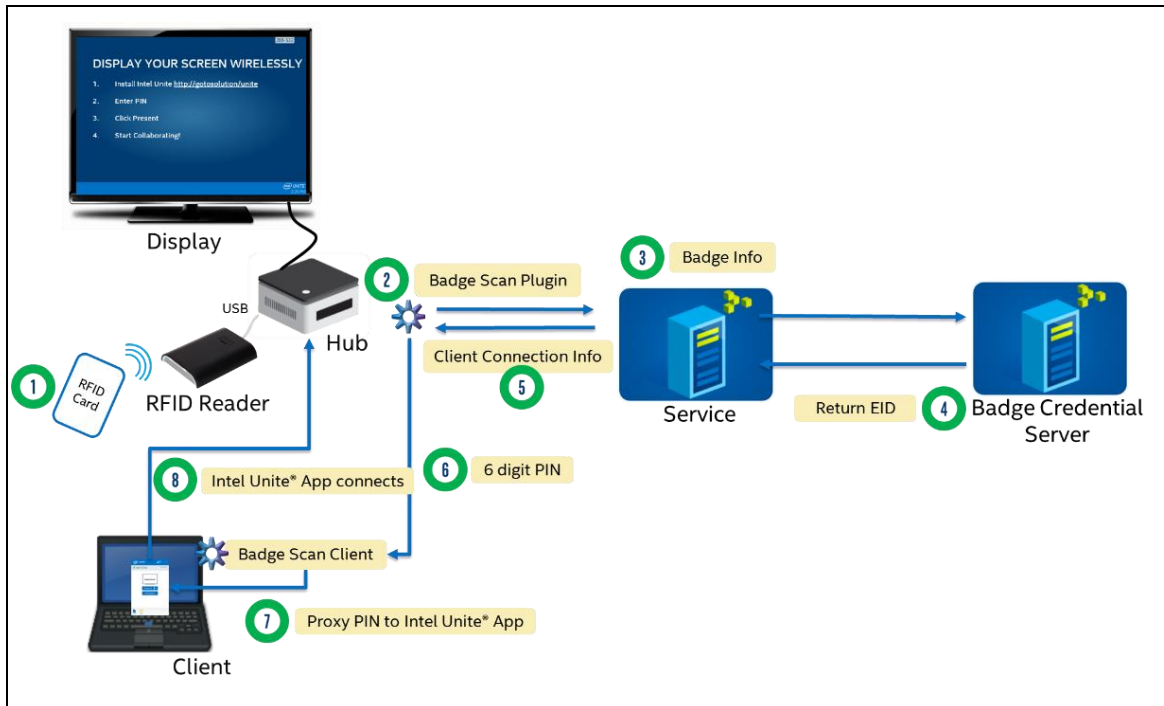 DISPLAY YOUR SCREEN WIRELESSLY
1. Install Intel Unite http://gotosolution/unite
2. Enter PIN
3. Click Present
4. Start Collaborating!
UNITE
Display
USB
Hub
RFID Reader
1
RFID
Card
2
Badge Scan Plugin
3
Badge Info
Client Connection Info
5
Service
Return EID
4
Badge Credential
Server
6
6 digit PIN
8
Intel Unite® App connects
Badge Scan Client
7
Proxy PIN to Intel Unite® App
Client